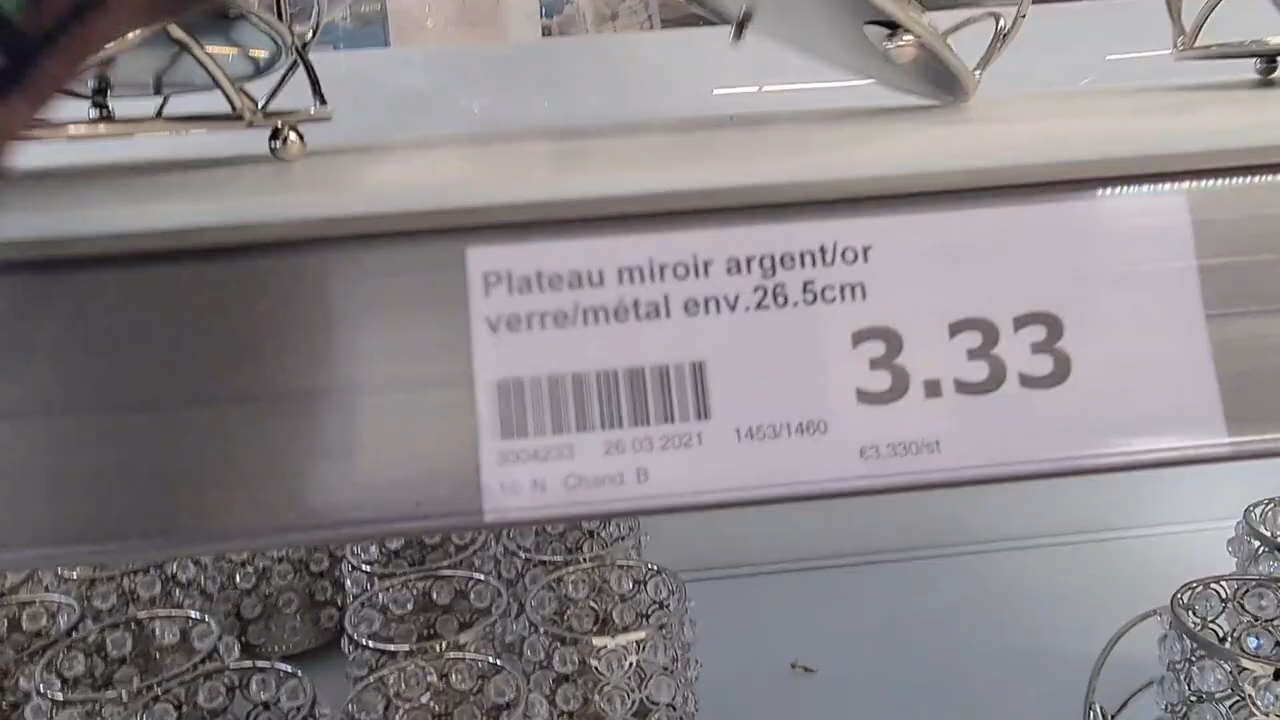 Plateau miroir argent/or
verre/métal env.26.5cm
3.33
26.03.2021 1453/1460
€3.330/st
N Chand B